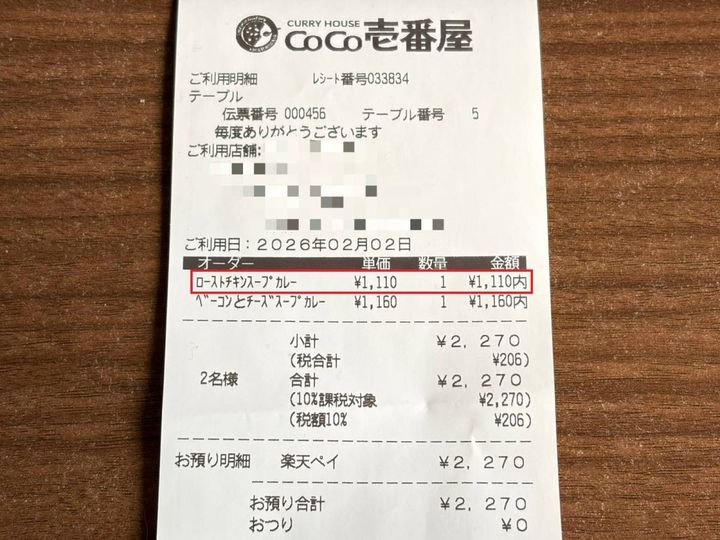 CURRY HOUSE
CoCo壱番屋
ご利用明細 レシート番号033834
テーブル
伝票番号 000456 テーブル番号 5
毎度ありがとうございます
ご利用店舗:
ご利用日:2026年02月02日
オーダー 単価 数量 金額
ローストチキンスープカレー ¥1,110 1 ¥1,110内
ベーコンとチーズスープカレー ¥1,160 1 ¥1,160内
小計 ¥2,270
(税合計 ¥206)
2名様 合計 ¥2,270
(10%課税対象 ¥2,270)
(税額10% ¥206)
お預り明細 楽天ペイ ¥2,270
お預り合計 ¥2,270
おつり ¥0